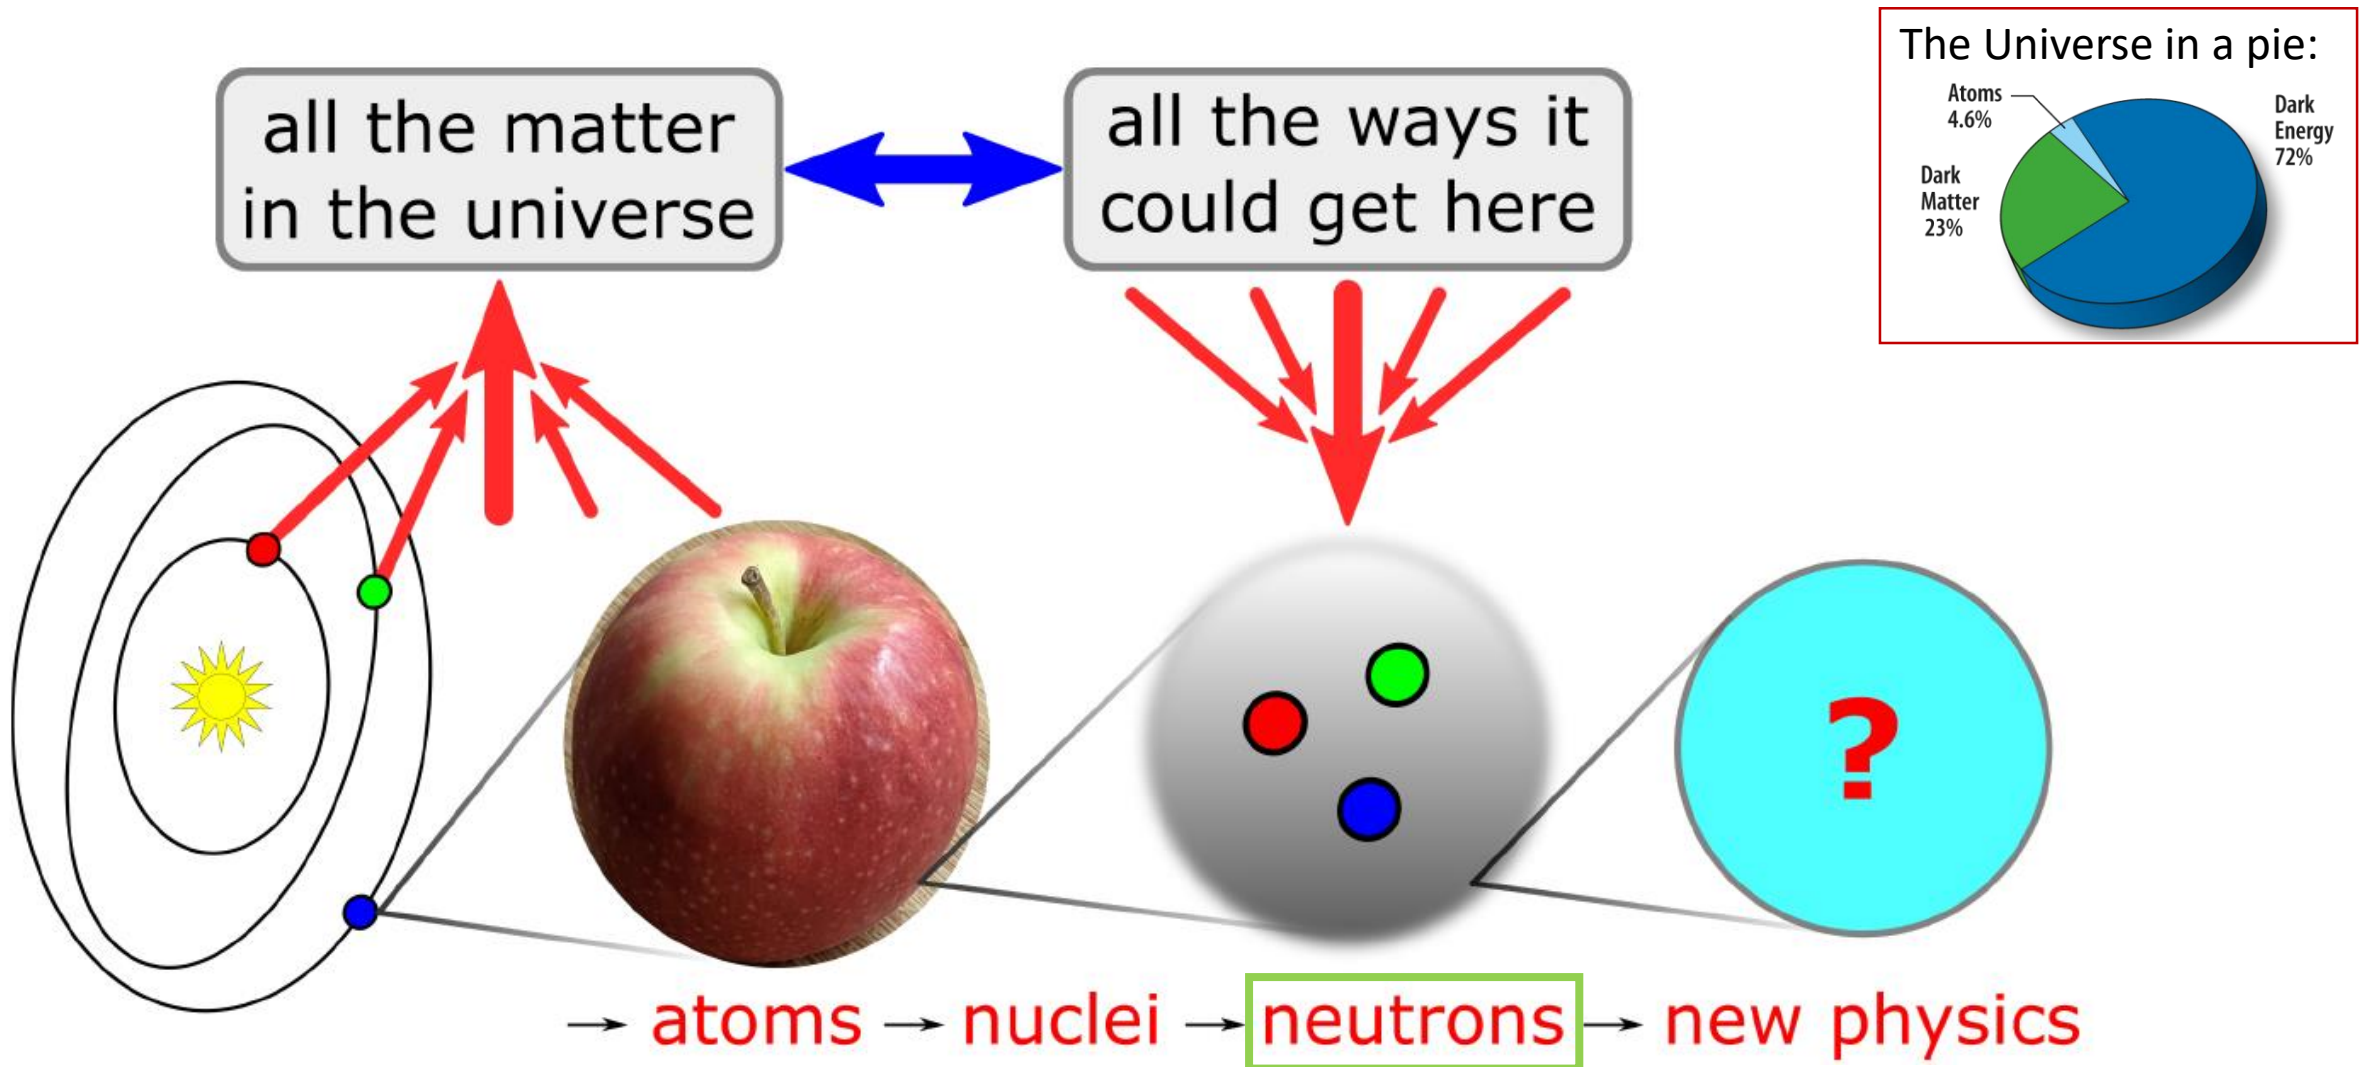 The Universe in a pie:
Atoms
4.6%
Dark
Energy
72%
Dark
Matter
23%
all the matter
in the universe
all the ways it
could get here
?
→ atoms → nuclei → neutrons → new physics